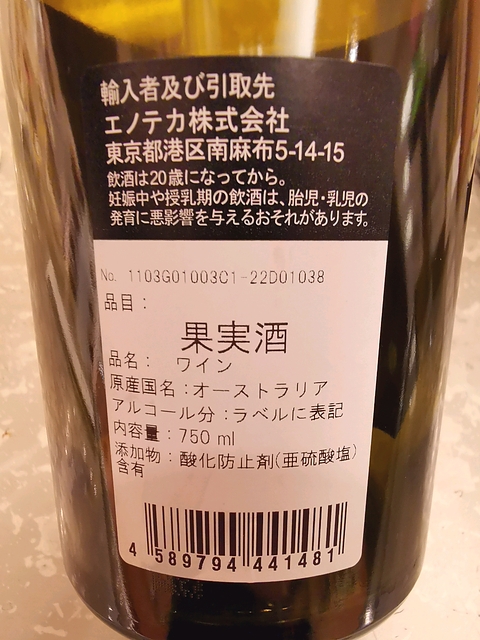 輸入者及び引取先
エノテカ株式会社
東京都港区南麻布5-14-15
飲酒は20歳になってから。
妊娠中や授乳期の飲酒は、胎児・乳児の
発育に悪影響を与えるおそれがあります。
No. 1103G01003C1-22D01038
品目：
果実酒
品名： ワイン
原産国名：オーストラリア
アルコール分：ラベルに表記
内容量：750 ml
添加物：酸化防止剤(亜硫酸塩)
含有
4 589794 441481